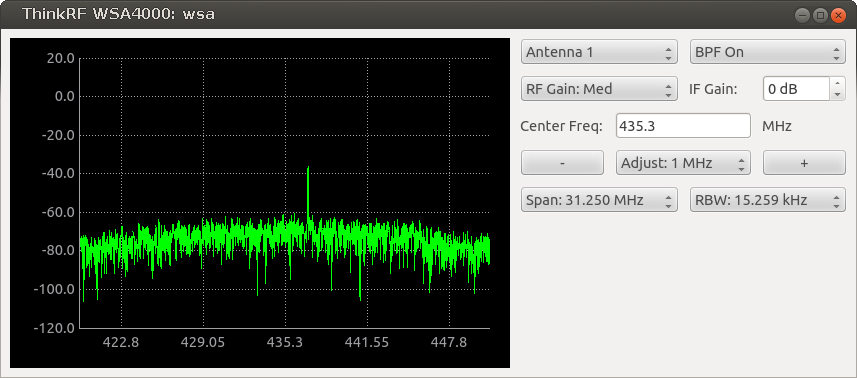 ThinkRF WSA4000: wsa
20.0
0.0
-20.0
-40.0
-60.0
-80.0
-100.0
-120.0
422.8 429.05 435.3 441.55 447.8
Antenna 1 BPF On
RF Gain: Med IF Gain: 0 dB
Center Freq: 435.3 MHz
- Adjust: 1 MHz +
Span: 31.250 MHz RBW: 15.259 kHz